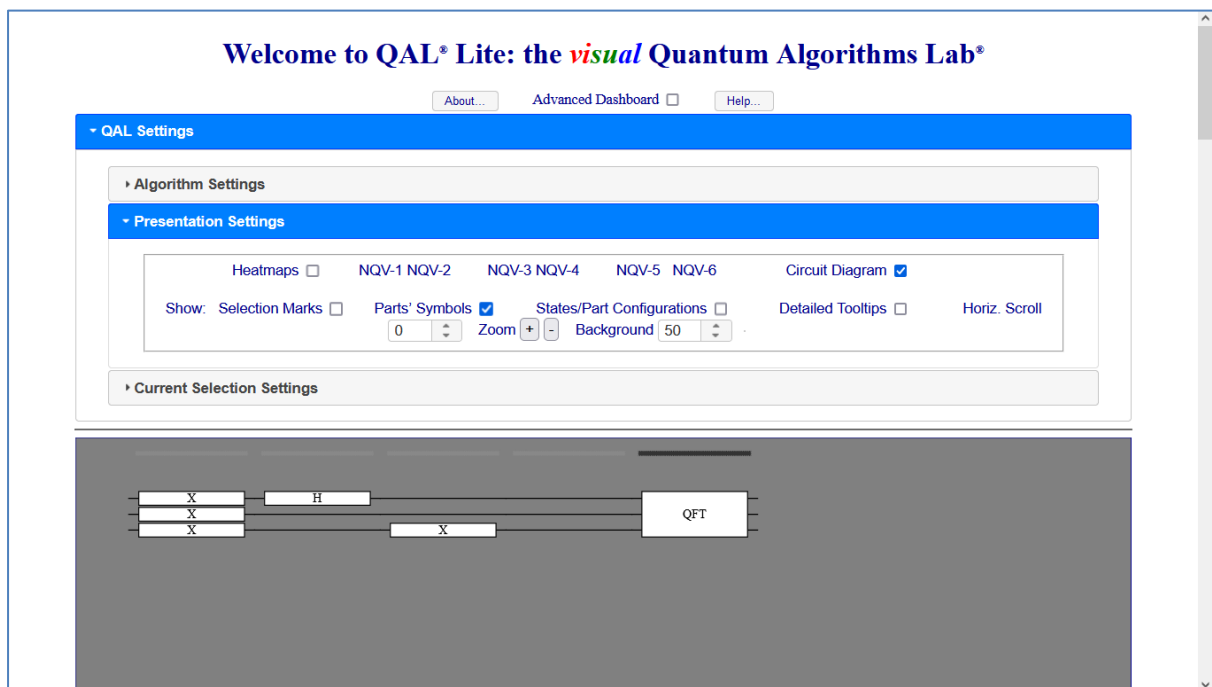 Welcome to QAL® Lite: the visual Quantum Algorithms Lab®
About... Advanced Dashboard Help...
QAL Settings
Algorithm Settings
Presentation Settings
Heatmaps NQV-1 NQV-2 NQV-3 NQV-4 NQV-5 NQV-6 Circuit Diagram
Show: Selection Marks Parts' Symbols States/Part Configurations Detailed Tooltips Horiz. Scroll
0 Zoom + - Background 50
Current Selection Settings
X H
X QFT
X X